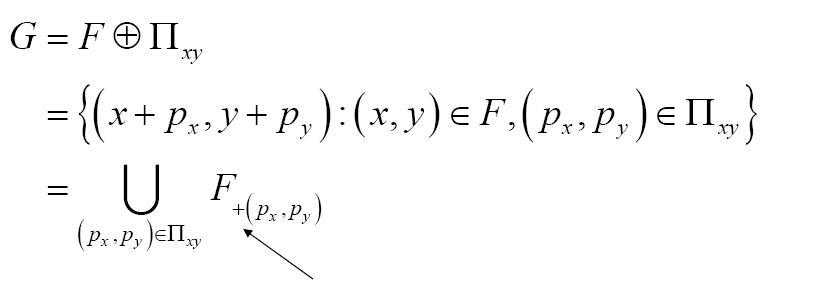 G = F ⊕ Π_{xy}
= {(x + p_x, y + p_y) : (x, y) ∈ F, (p_x, p_y) ∈ Π_{xy}}
= ⋃_{(p_x, p_y)∈Π_{xy}} F_{+(p_x, p_y)}